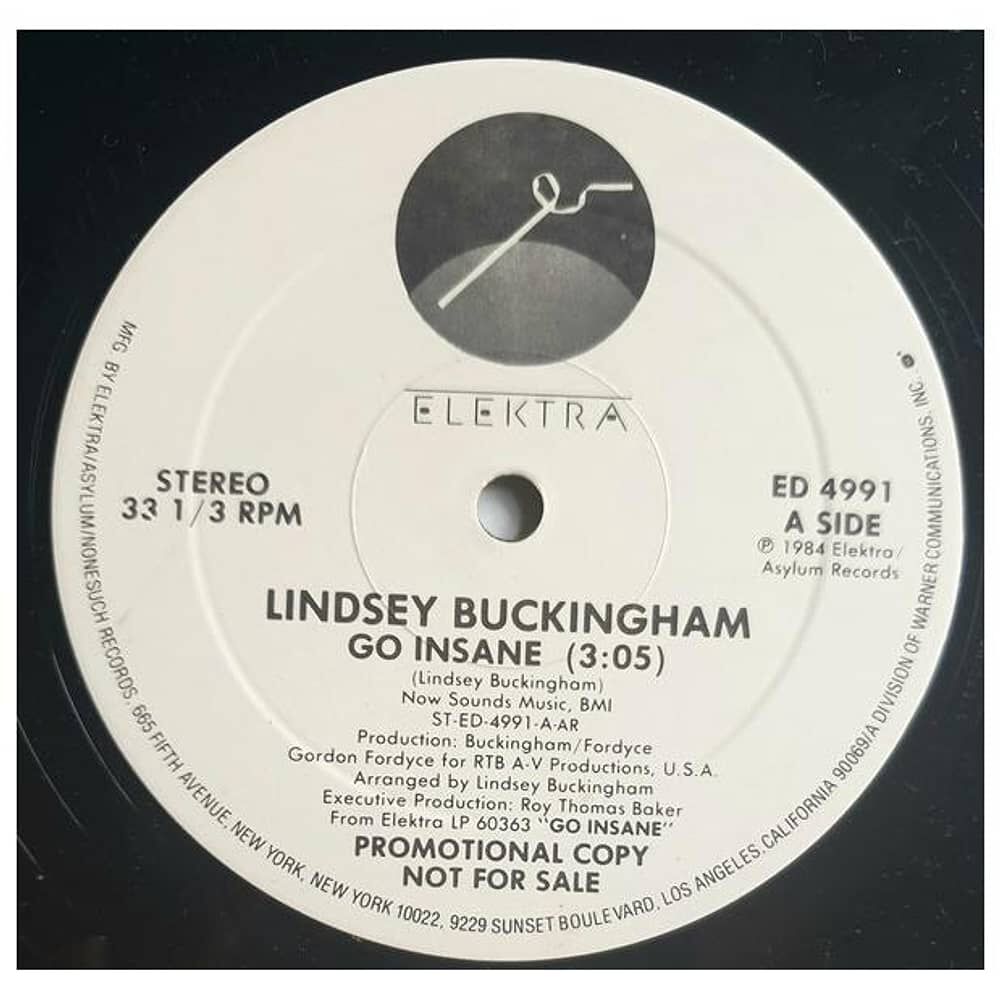 ELEKTRA
STEREO
33 1/3 RPM
ED 4991
A SIDE
℗ 1984 Elektra/
Asylum Records
LINDSEY BUCKINGHAM
GO INSANE (3:05)
(Lindsey Buckingham)
Now Sounds Music, BMI
ST-ED-4991-A-AR
Production: Buckingham/Fordyce
Gordon Fordyce for RTB A-V Productions, U.S.A.
Arranged by Lindsey Buckingham
Executive Production: Roy Thomas Baker
From Elektra LP 60363 "GO INSANE"
PROMOTIONAL COPY
NOT FOR SALE
MFG. BY ELEKTRA/ASYLUM/NONESUCH RECORDS, 665 FIFTH AVENUE, NEW YORK, NEW YORK 10022, 9229 SUNSET BOULEVARD, LOS ANGELES, CALIFORNIA 90069/A DIVISION OF WARNER COMMUNICATIONS, INC.